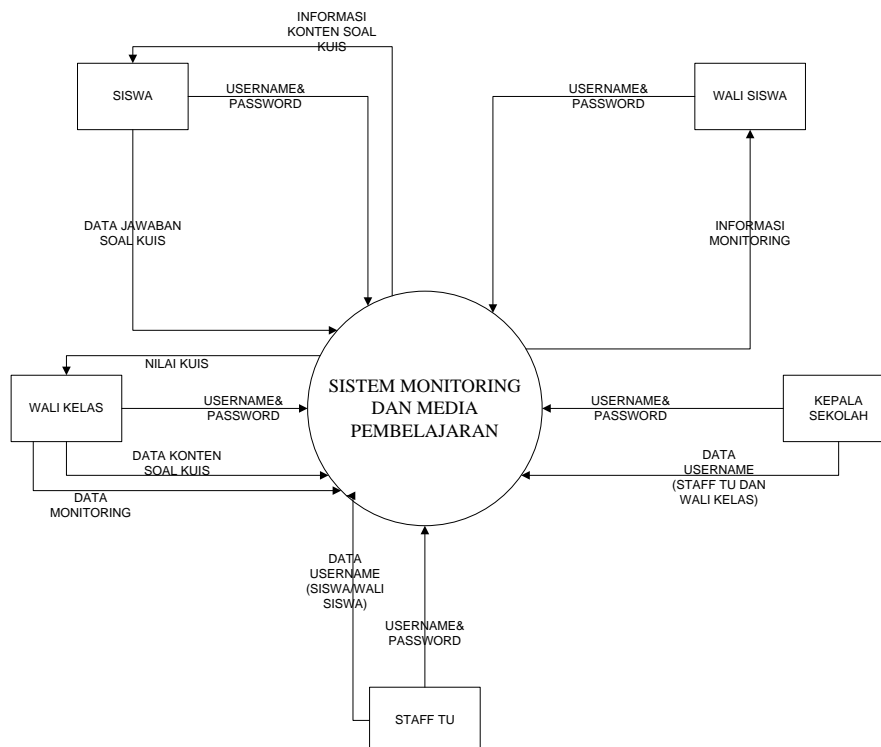 INFORMASI
KONTEN SOAL
KUIS
SISWA
USERNAME&
PASSWORD
USERNAME&
PASSWORD
WALI SISWA
DATA JAWABAN
SOAL KUIS
INFORMASI
MONITORING
NILAI KUIS
WALI KELAS
USERNAME&
PASSWORD
SISTEM MONITORING
DAN MEDIA
PEMBELAJARAN
USERNAME&
PASSWORD
KEPALA
SEKOLAH
DATA KONTEN
SOAL KUIS
DATA
MONITORING
DATA
USERNAME
(STAFF TU DAN
WALI KELAS)
DATA
USERNAME
(SISWA/WALI
SISWA)
USERNAME&
PASSWORD
STAFF TU